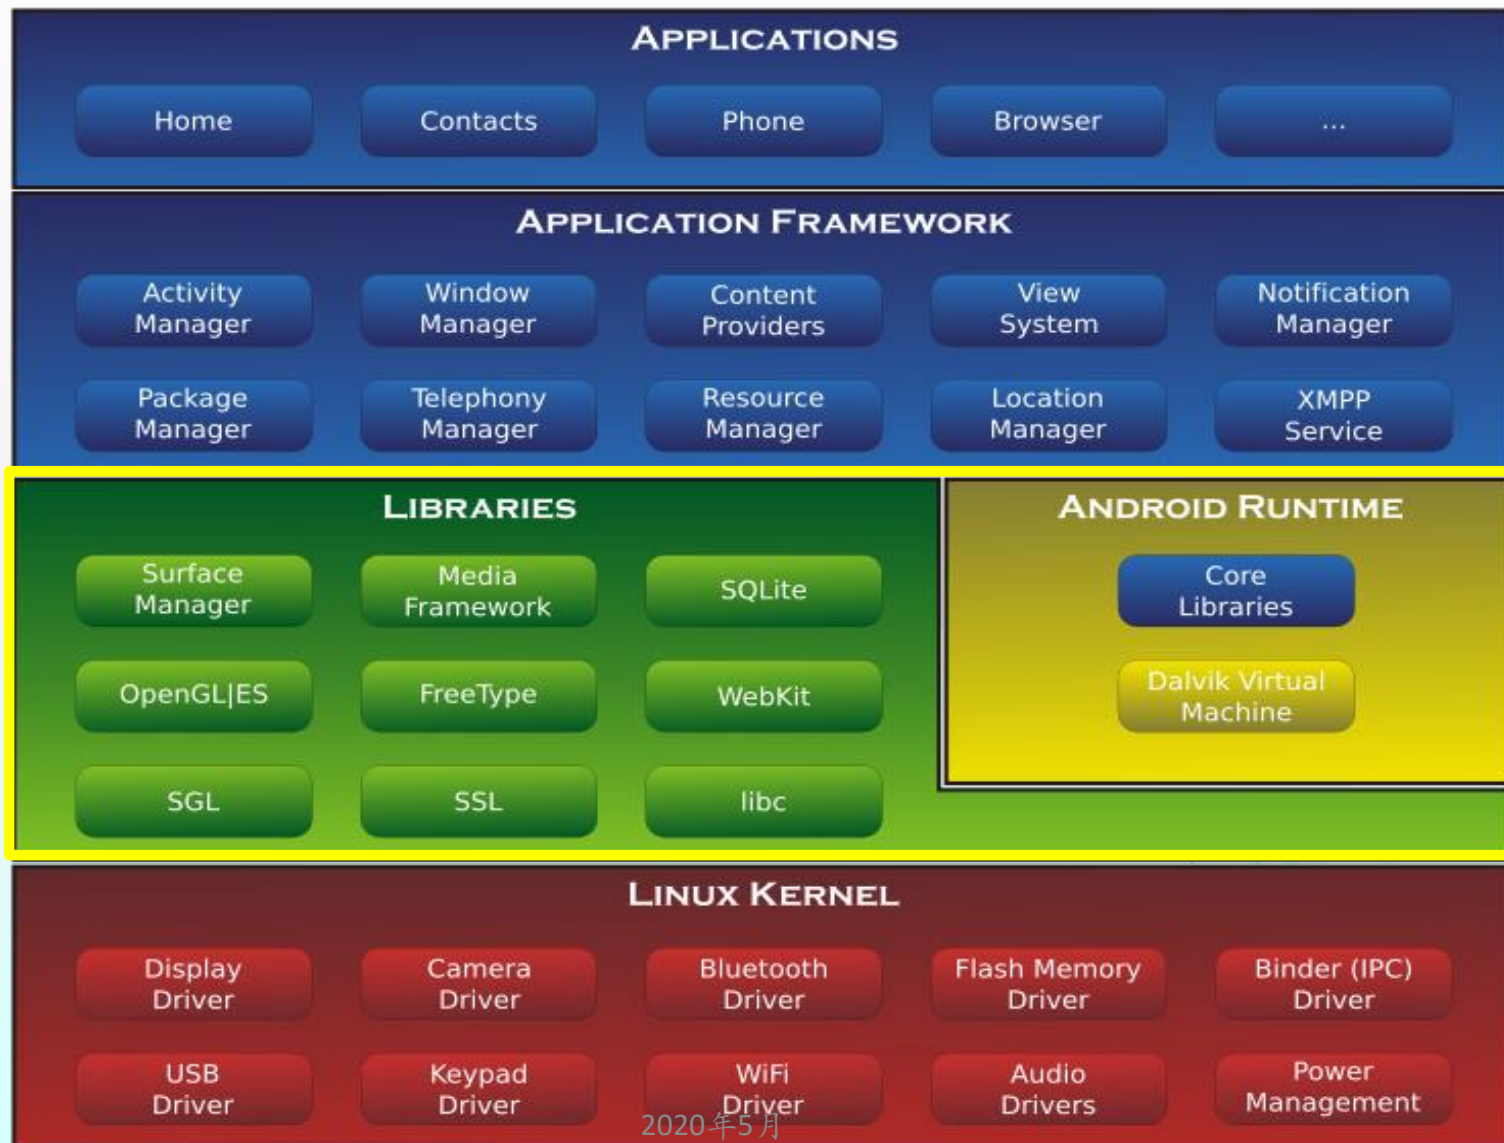 APPLICATIONS
Home
Contacts
Phone
Browser
...
APPLICATION FRAMEWORK
Activity
Manager
Window
Manager
Content
Providers
View
System
Notification
Manager
Package
Manager
Telephony
Manager
Resource
Manager
Location
Manager
XMPP
Service
LIBRARIES
Surface
Manager
Media
Framework
SQLite
OpenGL|ES
FreeType
WebKit
SGL
SSL
libc
ANDROID RUNTIME
Core
Libraries
Dalvik Virtual
Machine
LINUX KERNEL
Display
Driver
Camera
Driver
Bluetooth
Driver
Flash Memory
Driver
Binder (IPC)
Driver
USB
Driver
Keypad
Driver
WiFi
Driver
Audio
Drivers
Power
Management
2020年5月